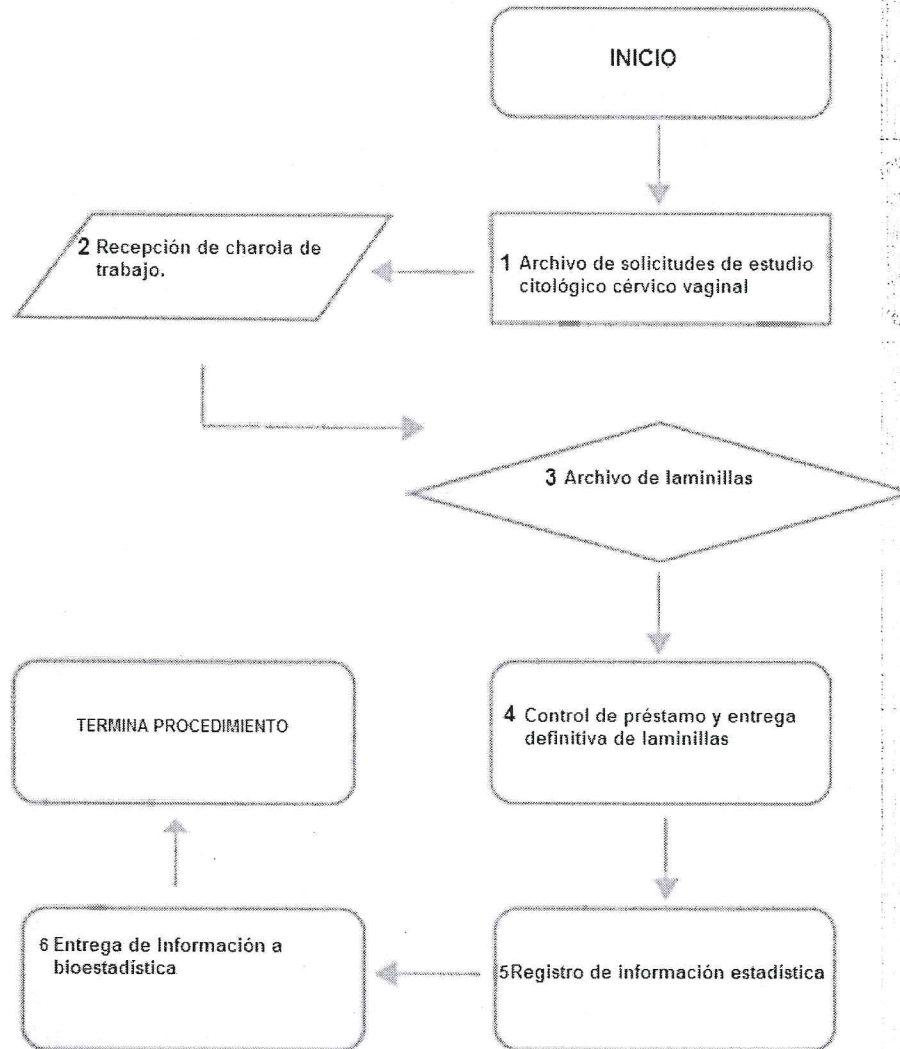 INICIO
1 Archivo de solicitudes de estudio
citológico cérvico vaginal
2 Recepción de charola de
trabajo.
3 Archivo de laminillas
4 Control de préstamo y entrega
definitiva de laminillas
5Registro de información estadística
6 Entrega de Información a
bioestadística
TERMINA PROCEDIMIENTO